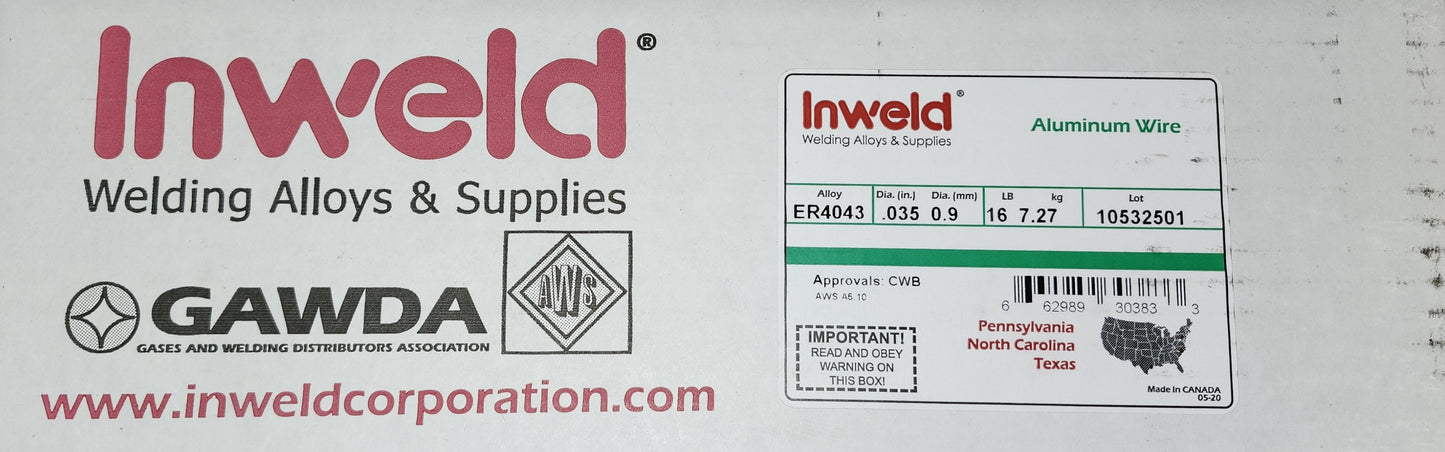 Inweld®
Welding Alloys & Supplies
GAWDA
GASES AND WELDING DISTRIBUTORS ASSOCIATION
AWS
www.inweldcorporation.com
Inweld®
Welding Alloys & Supplies
Aluminum Wire
Alloy Dia. (in.) Dia. (mm) LB kg Lot
ER4043 .035 0.9 16 7.27 10532501
Approvals: CWB
AWS A5.10
6 62989 30383 3
IMPORTANT!
READ AND OBEY
WARNING ON
THIS BOX!
Pennsylvania
North Carolina
Texas
Made in CANADA
05-20